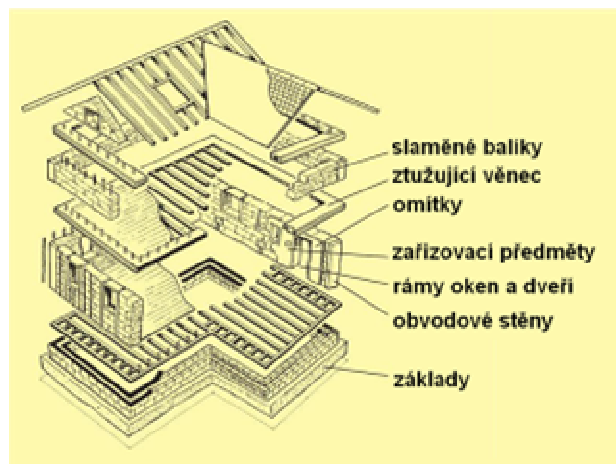 slaměné balíky
ztužující věnec
omítky
zařizovací předměty
rámy oken a dveří
obvodové stěny
základy